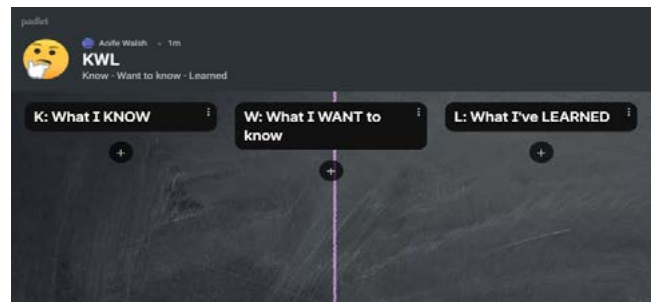 padlet
Aoife Walsh • 1m
KWL
Know - Want to know - Learned
K: What I KNOW
W: What I WANT to
know
L: What I've LEARNED